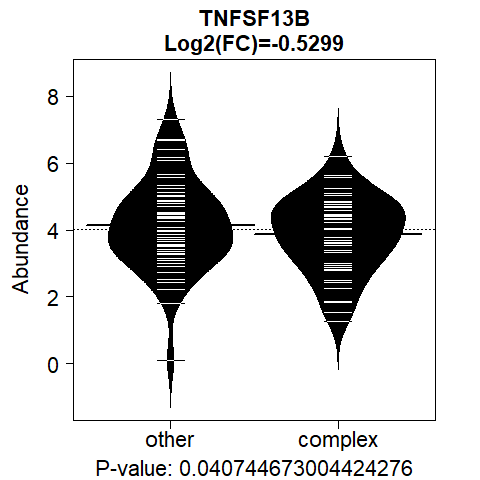 TNFSF13B
Log2(FC)=-0.5299
Abundance
8
6
4
2
0
other complex
P-value: 0.040744673004424276